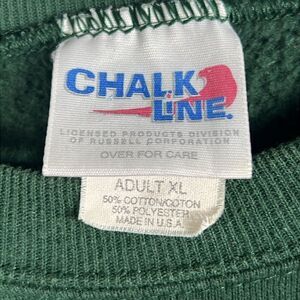 CHALK
LINE.
LICENSED PRODUCTS DIVISION
OF RUSSELL CORPORATION
OVER FOR CARE
ADULT XL
50% COTTON/COTON
50% POLYESTER
MADE IN U.S.A.